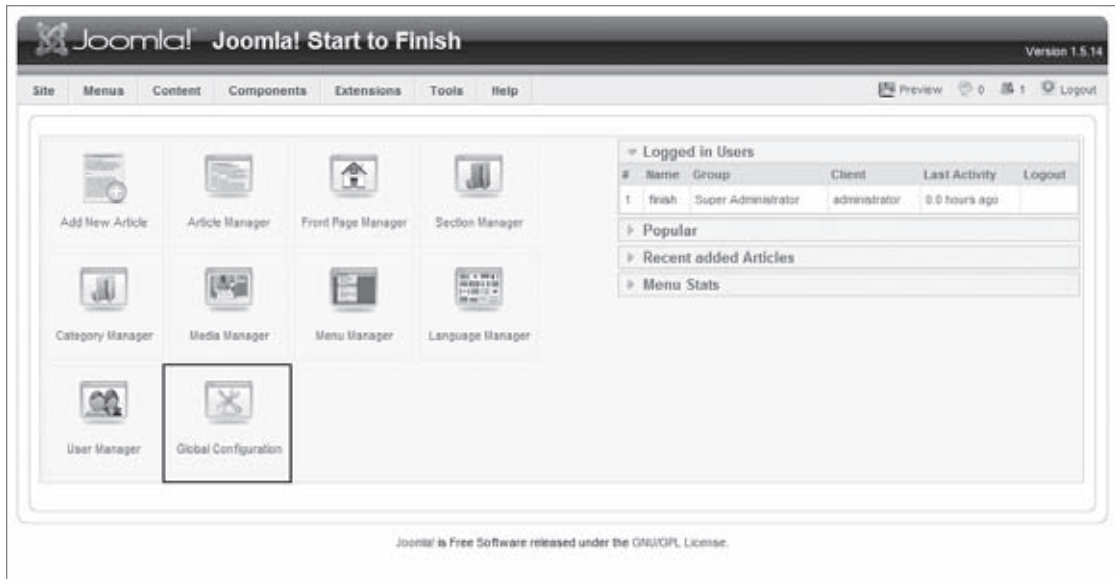 Joomla! Joomla! Start to Finish
Version 1.5.14
Site Menus Content Components Extensions Tools Help Preview 0 1 Logout
Add New Article Article Manager Front Page Manager Section Manager
Category Manager Media Manager Menu Manager Language Manager
User Manager Global Configuration
Logged in Users
# Name Group Client Last Activity Logout
1 finish Super Administrator administrator 0.0 hours ago
Popular
Recent added Articles
Menu Stats
Joomla! is Free Software released under the GNU/GPL License.